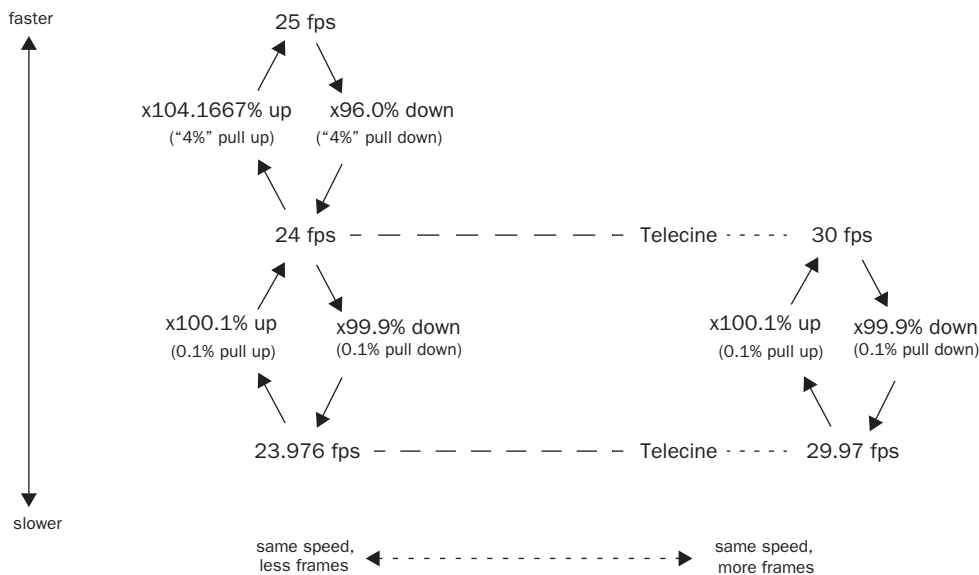 faster
25 fps
x104.1667% up
x96.0% down
(“4%” pull up)
(“4%” pull down)
24 fps
Telecine
30 fps
x100.1% up
x99.9% down
(0.1% pull up)
(0.1% pull down)
x100.1% up
x99.9% down
(0.1% pull up)
(0.1% pull down)
23.976 fps
Telecine
29.97 fps
slower
same speed,
less frames
same speed,
more frames